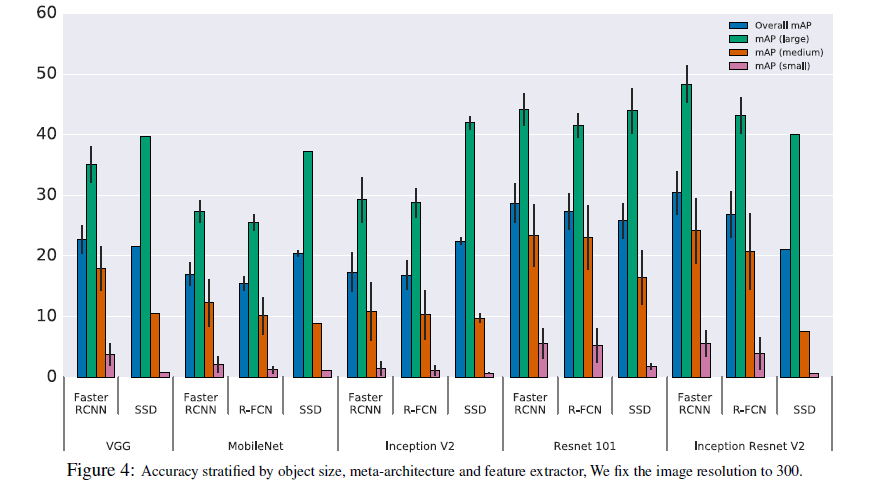 60
50
40
30
20
10
0
Overall mAP
mAP (large)
mAP (medium)
mAP (small)
Faster RCNN
SSD
Faster RCNN
R-FCN
SSD
Faster RCNN
R-FCN
SSD
Faster RCNN
R-FCN
SSD
Faster RCNN
R-FCN
SSD
VGG
MobileNet
Inception V2
Resnet 101
Inception Resnet V2
Figure 4: Accuracy stratified by object size, meta-architecture and feature extractor, We fix the image resolution to 300.